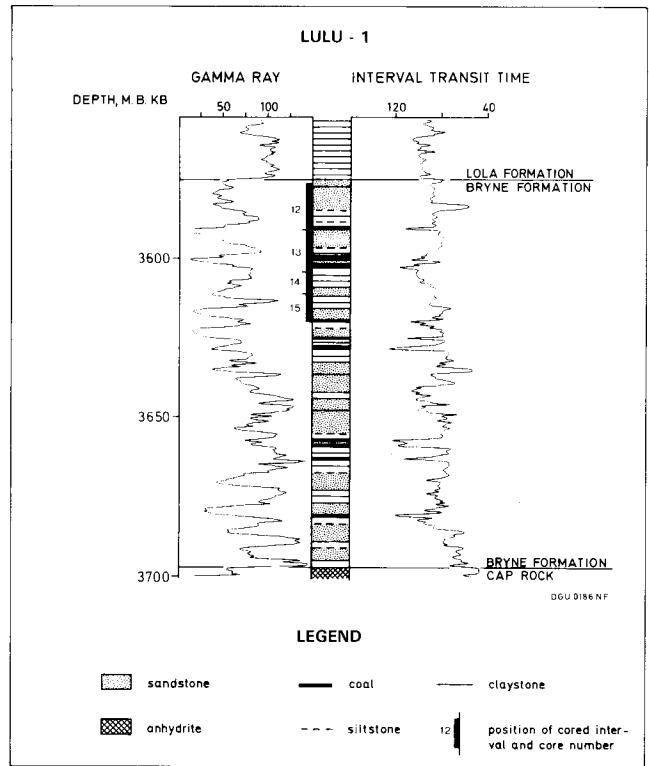 LULU - 1
GAMMA RAY INTERVAL TRANSIT TIME
DEPTH, M. B. KB 50 100 120 40
LOLA FORMATION
BRYNE FORMATION
12
13
3600
14
15
3650
BRYNE FORMATION
3700 CAP ROCK
DGU 0186 NF
LEGEND
sandstone coal claystone
anhydrite siltstone 12 position of cored inter-
val and core number